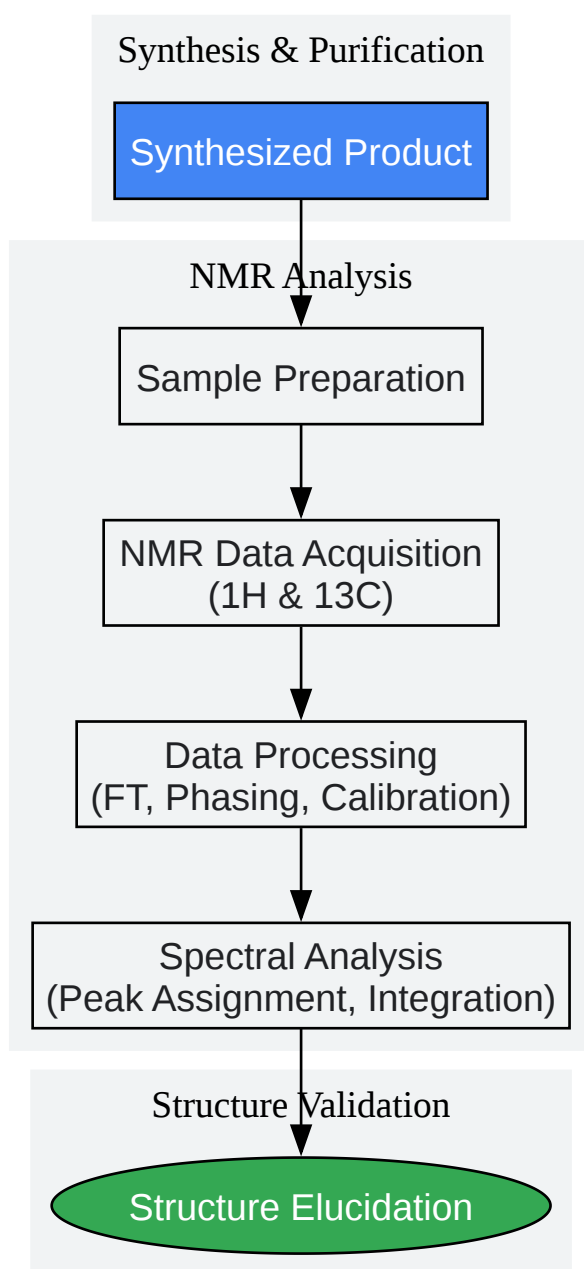 Synthesis & Purification
Synthesized Product
NMR Analysis
Sample Preparation
NMR Data Acquisition
(1H & 13C)
Data Processing
(FT, Phasing, Calibration)
Spectral Analysis
(Peak Assignment, Integration)
Structure Validation
Structure Elucidation